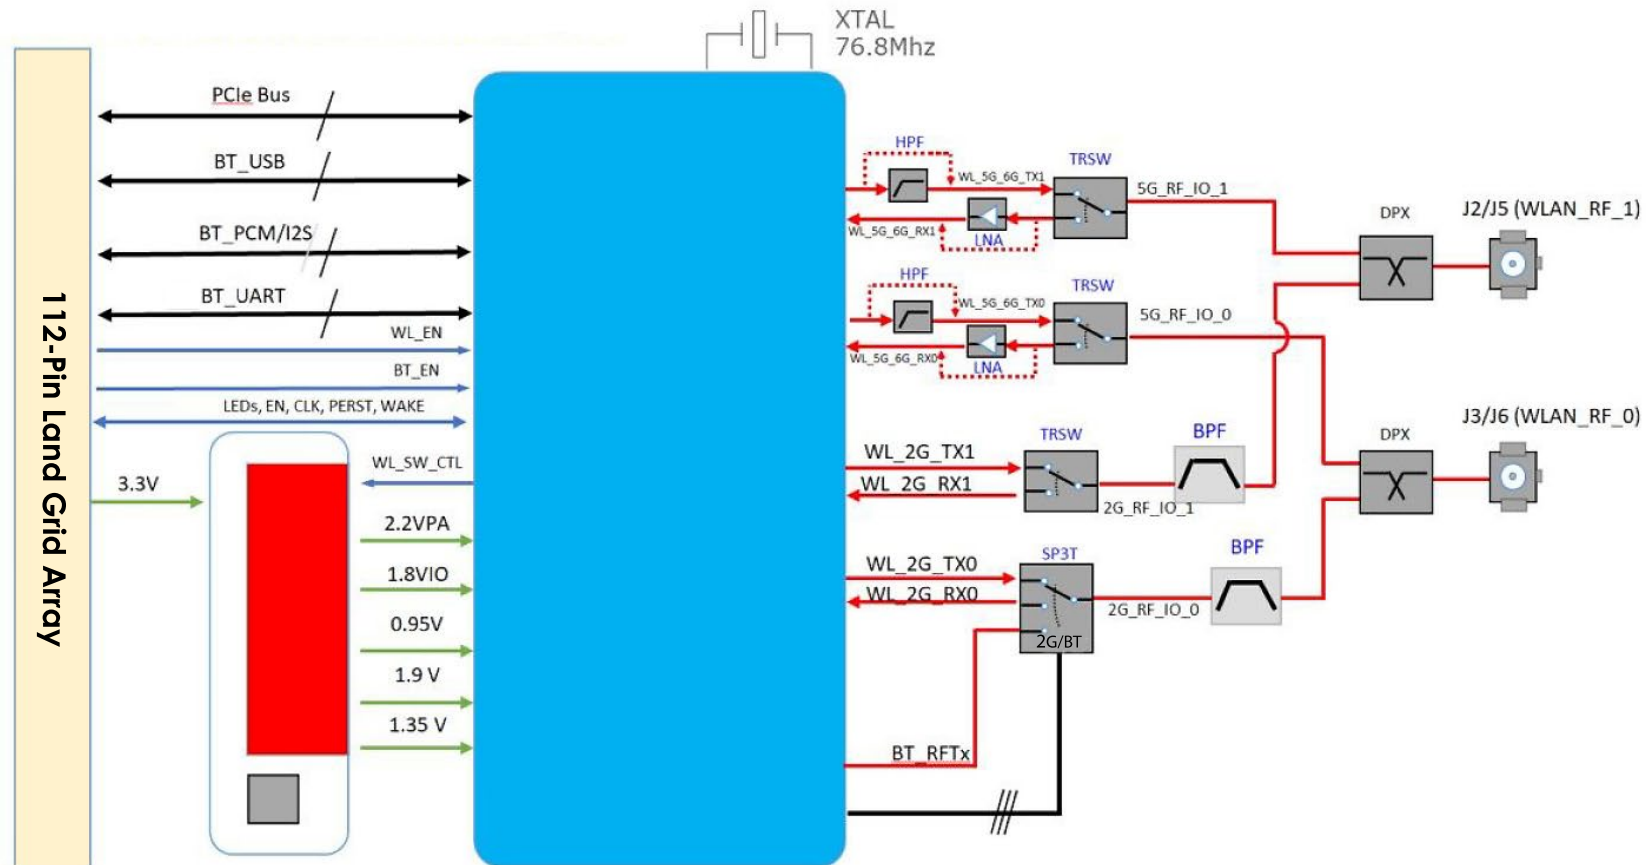 XTAL
76.8Mhz
112-Pin Land Grid Array
PCIe Bus
BT_USB
BT_PCM/I2S
BT_UART
WL_EN
BT_EN
LEDs, EN, CLK, PERST, WAKE
3.3V
WL_SW_CTL
2.2VPA
1.8VIO
0.95V
1.9 V
1.35 V
HPF
WL_5G_6G_TX1
TRSW
5G_RF_IO_1
WL_5G_6G_RX1
LNA
DPX
J2/J5 (WLAN_RF_1)
HPF
WL_5G_6G_TX0
TRSW
5G_RF_IO_0
WL_5G_6G_RX0
LNA
WL_2G_TX1
WL_2G_RX1
TRSW
BPF
2G_RF_IO_1
DPX
J3/J6 (WLAN_RF_0)
WL_2G_TX0
WL_2G_RX0
SP3T
2G/BT
BPF
2G_RF_IO_0
BT_RFTx